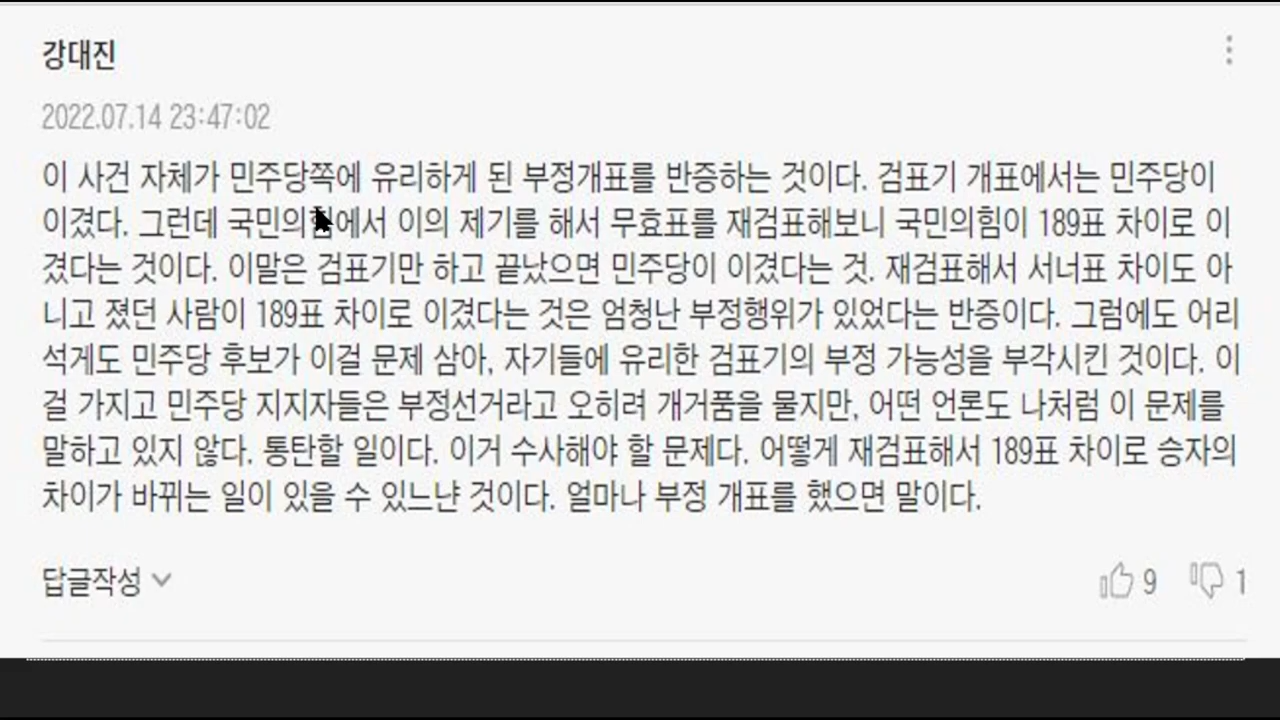 강대진
2022.07.14 23:47:02
이 사건 자체가 민주당쪽에 유리하게 된 부정개표를 반증하는 것이다. 검표기 개표에서는 민주당이
이겼다. 그런데 국민의힘에서 이의 제기를 해서 무효표를 재검표해보니 국민의힘이 189표 차이로 이
겼다는 것이다. 이말은 검표기만 하고 끝났으면 민주당이 이겼다는 것. 재검표해서 서너표 차이도 아
니고 졌던 사람이 189표 차이로 이겼다는 것은 엄청난 부정행위가 있었다는 반증이다. 그럼에도 어리
석게도 민주당 후보가 이걸 문제 삼아, 자기들에 유리한 검표기의 부정 가능성을 부각시킨 것이다. 이
걸 가지고 민주당 지지자들은 부정선거라고 오히려 개거품을 물지만, 어떤 언론도 나처럼 이 문제를
말하고 있지 않다. 통탄할 일이다. 이거 수사해야 할 문제다. 어떻게 재검표해서 189표 차이로 승자의
차이가 바뀌는 일이 있을 수 있느냔 것이다. 얼마나 부정 개표를 했으면 말이다.
답글작성
9 1